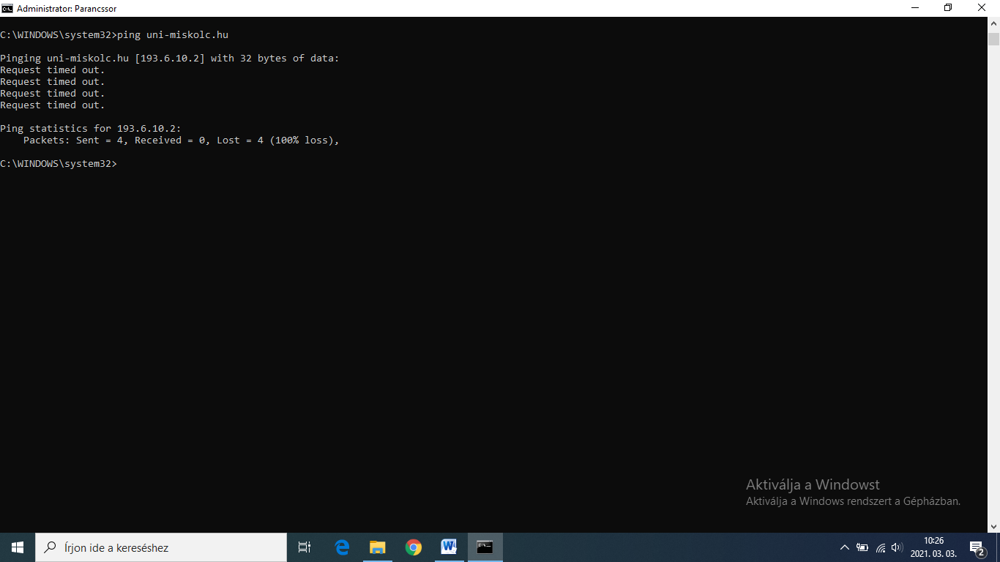 Administrator: Parancssor
C:\WINDOWS\system32>ping uni-miskolc.hu
Pinging uni-miskolc.hu [193.6.10.2] with 32 bytes of data:
Request timed out.
Request timed out.
Request timed out.
Request timed out.
Ping statistics for 193.6.10.2:
    Packets: Sent = 4, Received = 0, Lost = 4 (100% loss),
C:\WINDOWS\system32>
Aktiválja a Windowst
Aktiválja a Windows rendszert a Gépházban.
Írjon ide a kereséshez
10:26
2021. 03. 03.
2